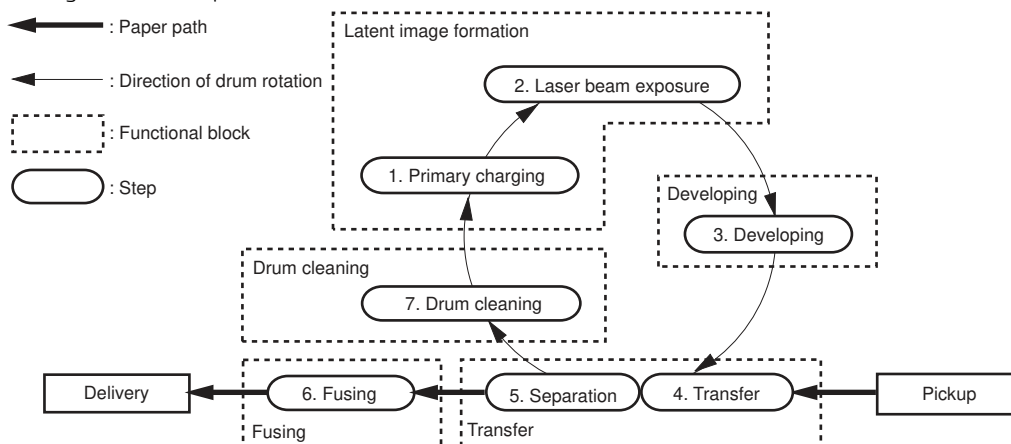 : Paper path
: Direction of drum rotation
: Functional block
: Step
Latent image formation
2. Laser beam exposure
1. Primary charging
Developing
3. Developing
Drum cleaning
7. Drum cleaning
Delivery
6. Fusing
5. Separation
4. Transfer
Pickup
Fusing
Transfer